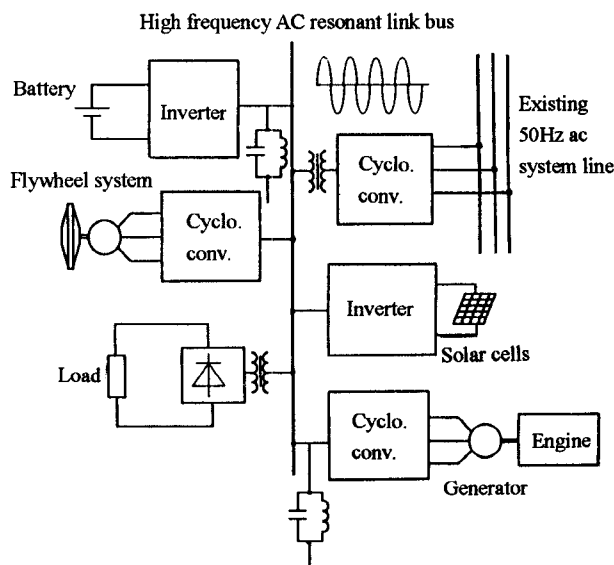 High frequency AC resonant link bus
Battery
Inverter
Existing
50Hz ac
system line
Cyclo.
conv.
Flywheel system
Cyclo.
conv.
Inverter
Solar cells
Load
Cyclo.
conv.
Engine
Generator